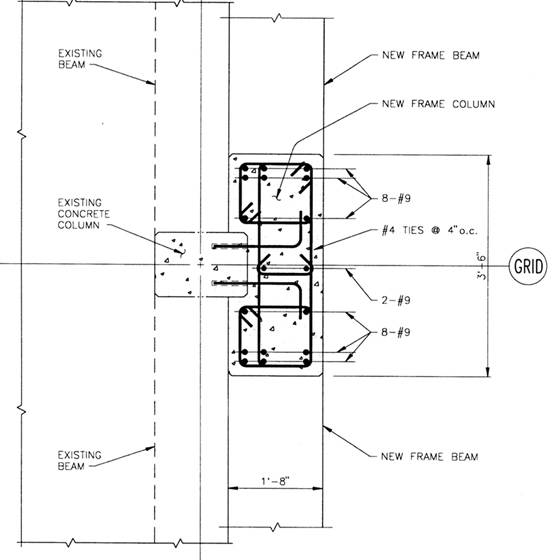 EXISTING
BEAM
NEW FRAME BEAM
NEW FRAME COLUMN
8-#9
EXISTING
CONCRETE
COLUMN
#4 TIES @ 4"o.c.
3'-6"
GRID
2-#9
8-#9
EXISTING
BEAM
NEW FRAME BEAM
1'-8"